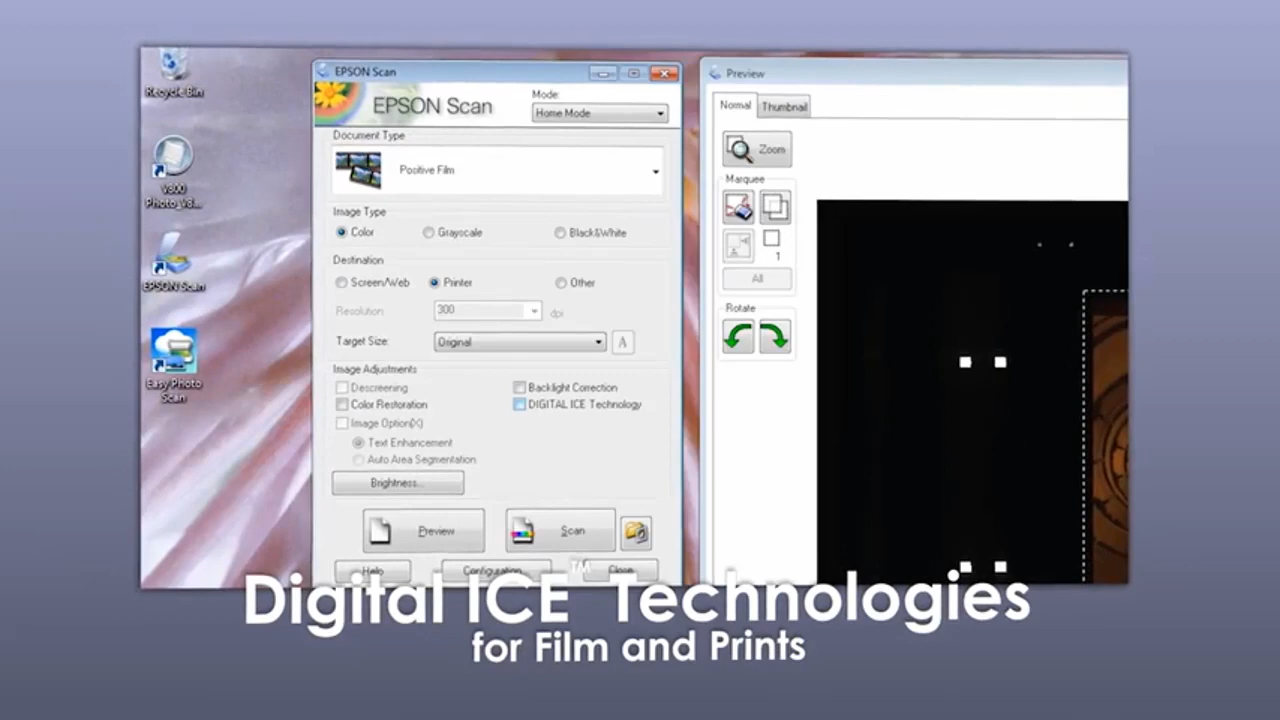 Recycle Bin
V800
Photo_V8...
EPSON Scan
Easy Photo
Scan
EPSON Scan
EPSON Scan
Mode:
Home Mode
Document Type
Positive Film
Image Type
Color
Grayscale
Black&White
Destination
Screen/Web
Printer
Other
Resolution:
300
dpi
Target Size:
Original
A
Image Adjustments
Descreening
Backlight Correction
Color Restoration
DIGITAL ICE Technology
Image Option(X)
Text Enhancement
Auto Area Segmentation
Brightness...
Preview
Scan
Help
Configuration...
Close
Preview
Normal
Thumbnail
Zoom
Marquee
1
All
Rotate
Digital ICE™ Technologies
for Film and Prints